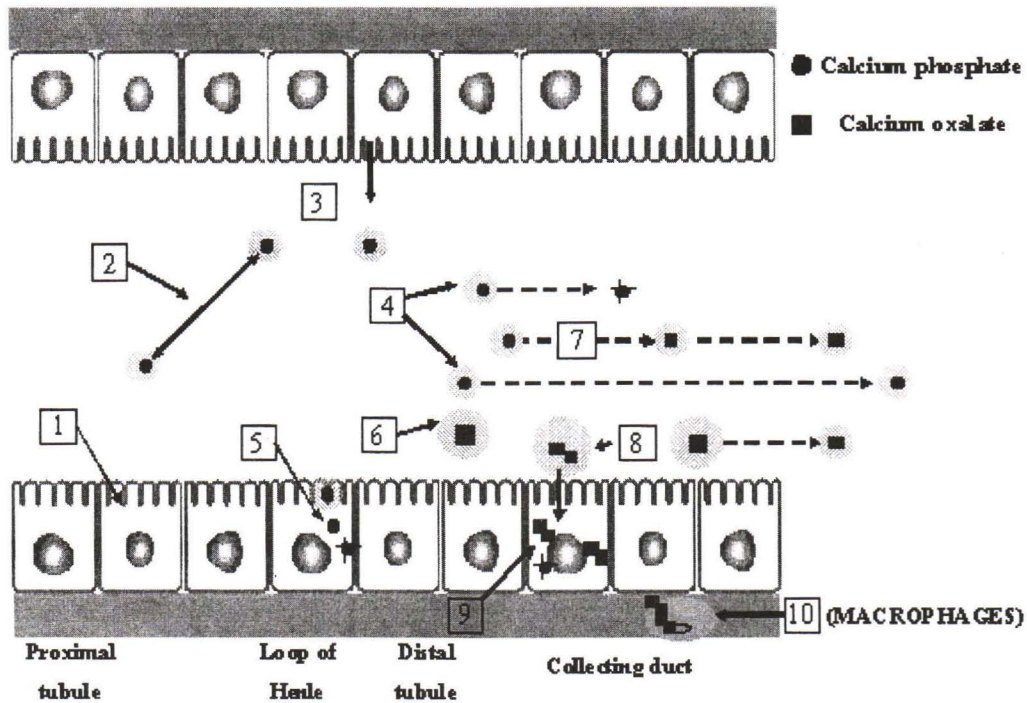 Calcium phosphate
Calcium oxalate
3
2
4
7
1
5
6
8
9
10 (MACROPHAGES)
Proximal
tubule
Loop of
Henle
Distal
tubule
Collecting duct